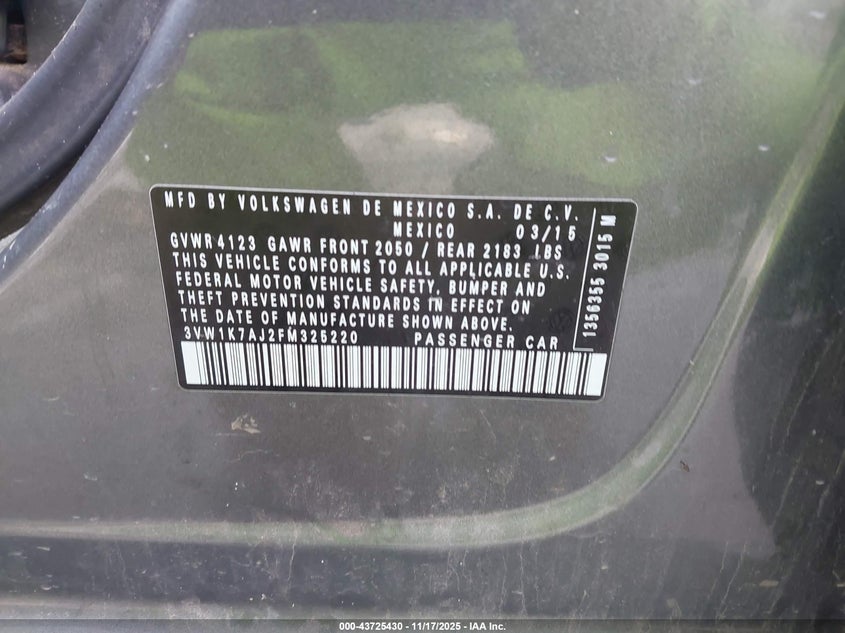 MFD BY VOLKSWAGEN DE MEXICO S.A. DE C.V.
MEXICO 03/15
GVWR 4123 GAWR FRONT 2050 / REAR 2183 LBS
THIS VEHICLE CONFORMS TO ALL APPLICABLE U.S.
FEDERAL MOTOR VEHICLE SAFETY, BUMPER AND
THEFT PREVENTION STANDARDS IN EFFECT ON
THE DATE OF MANUFACTURE SHOWN ABOVE.
3VW1K7AJ2FM325220 PASSENGER CAR
1356355 3015 M
000-43725430 - 11/17/2025 - IAA Inc.